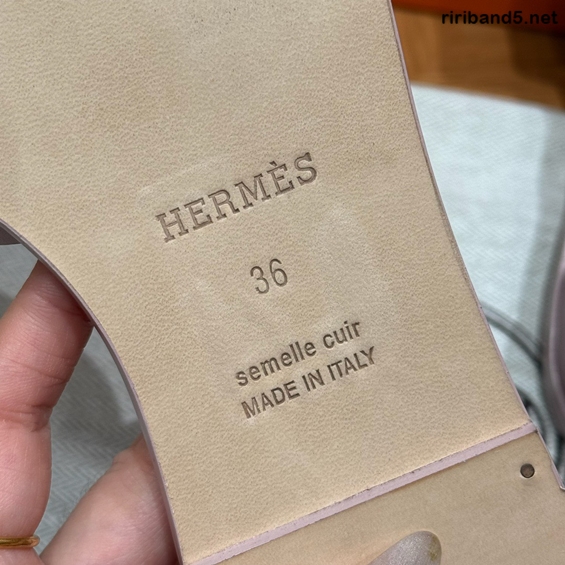 ririband5.net
HERMÈS
36
semelle cuir
MADE IN ITALY